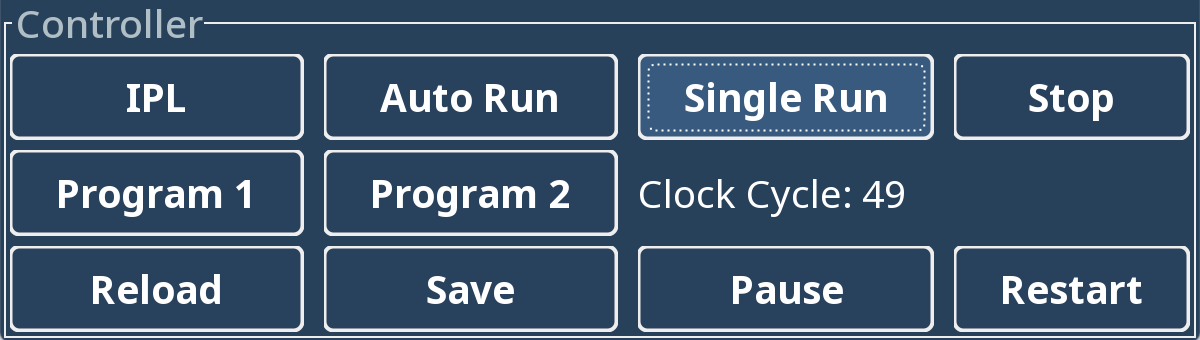 Controller
IPL Auto Run Single Run Stop
Program 1 Program 2 Clock Cycle: 49
Reload Save Pause Restart